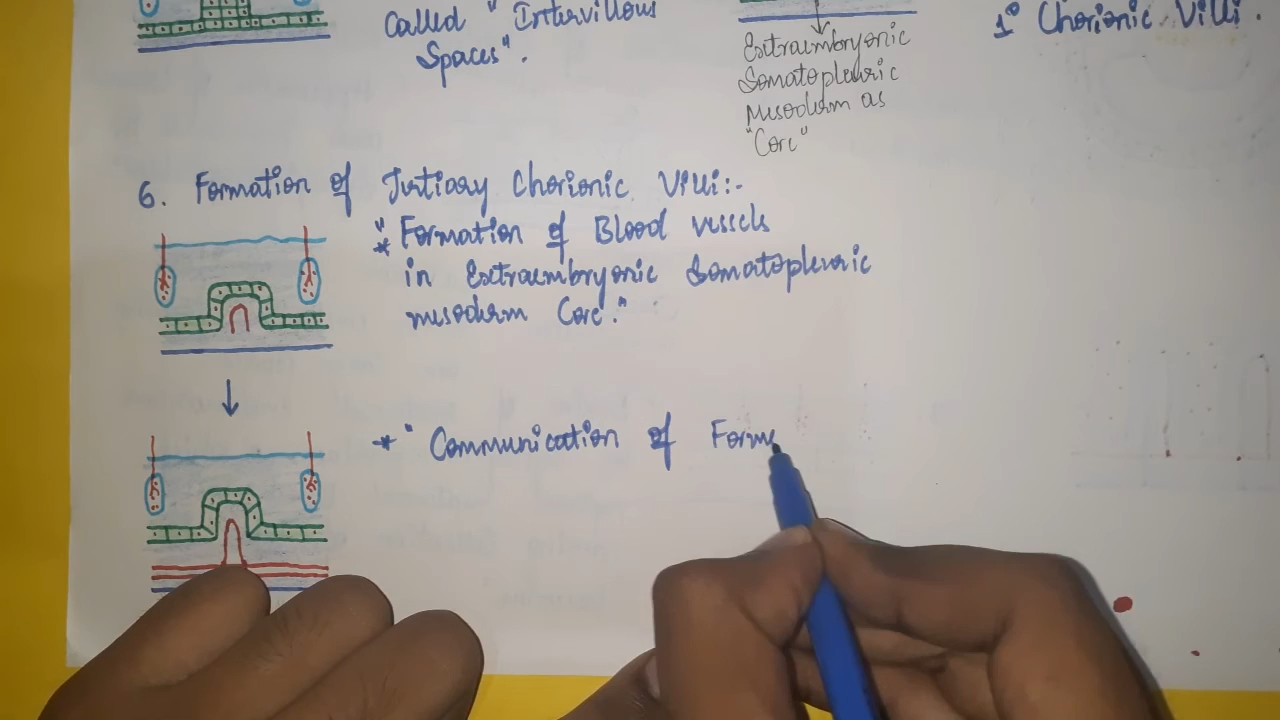 Called "Intervillous
Spaces".
Extraembryonic
Somatopleuric
mesoderm as
"Core"
1° Chorionic Villi.
6. Formation of Tertiary Chorionic Villi:-
* "Formation of Blood vessels
in Extraembryonic Somatopleuric
mesoderm Core."
* "Communication of Forme